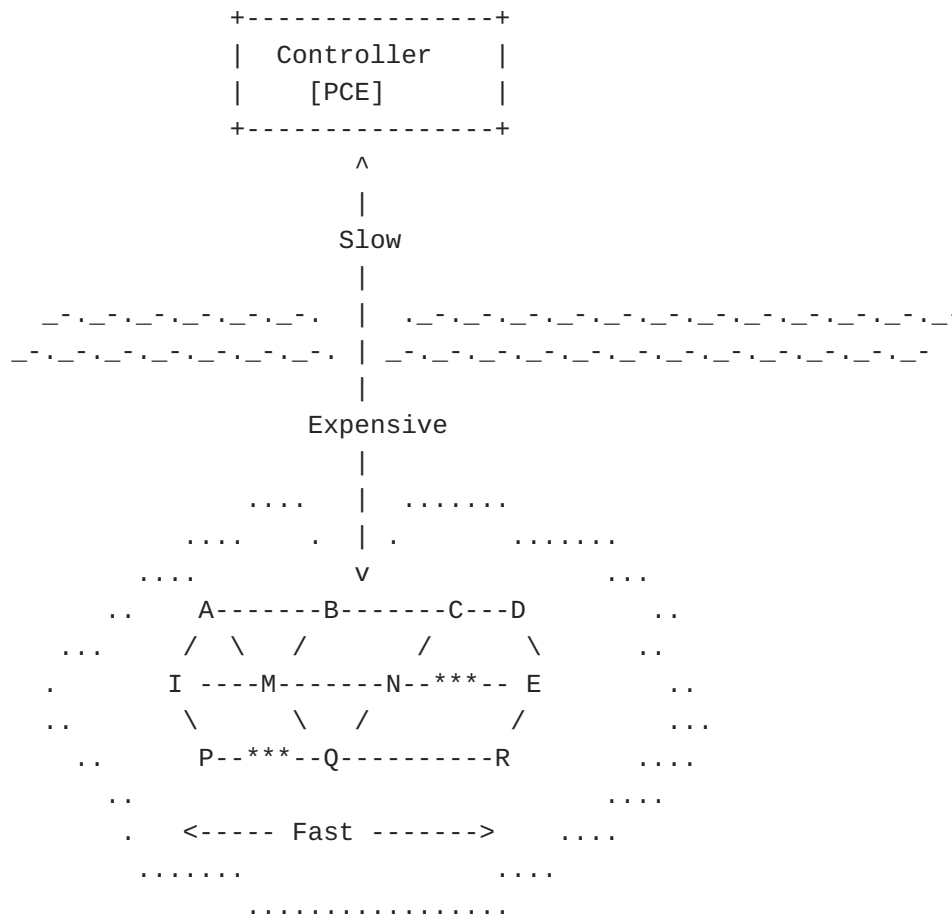 +----------------+
|  Controller    |
|    [PCE]       |
+----------------+
^
|
Slow
|
_-._-._-._-._-._-.  |  ._-._-._-._-._-._-._-._-._-._-._-._-
_-._-._-._-._-._-._-. | _-._-._-._-._-._-._-._-._-._-._-._-
|
Expensive
|
....   |  .......
....    .  | .       .......
....          v               ...
..    A-------B-------C---D        ..
...     /  \   /       /      \      ..
.       I ----M-------N--***-- E        ..
..       \      \   /         /         ...
..      P--***--Q----------R        ....
..                               ....
.   <----- Fast ------->    ....
.......                ....
.................